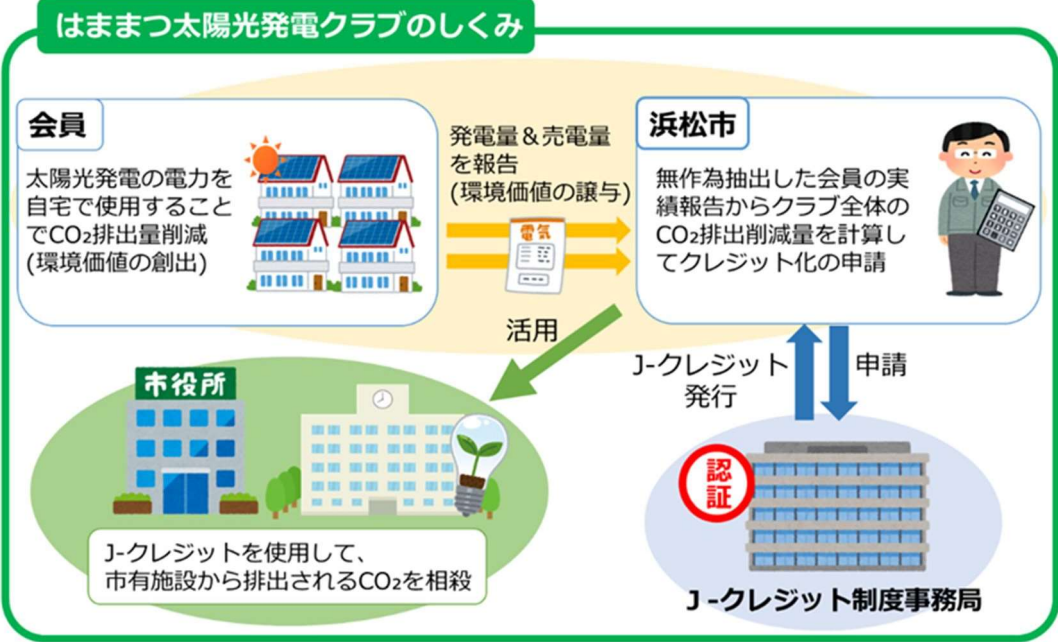 はままつ太陽光発電クラブのしくみ
会員
太陽光発電の電力を
自宅で使用すること
でCO₂排出量削減
(環境価値の創出)
発電量&売電量
を報告
(環境価値の譲与)
電気
浜松市
無作為抽出した会員の実
績報告からクラブ全体の
CO₂排出削減量を計算し
てクレジット化の申請
活用
J-クレジット
発行
申請
市役所
認証
J-クレジットを使用して、
市有施設から排出されるCO₂を相殺
J-クレジット制度事務局